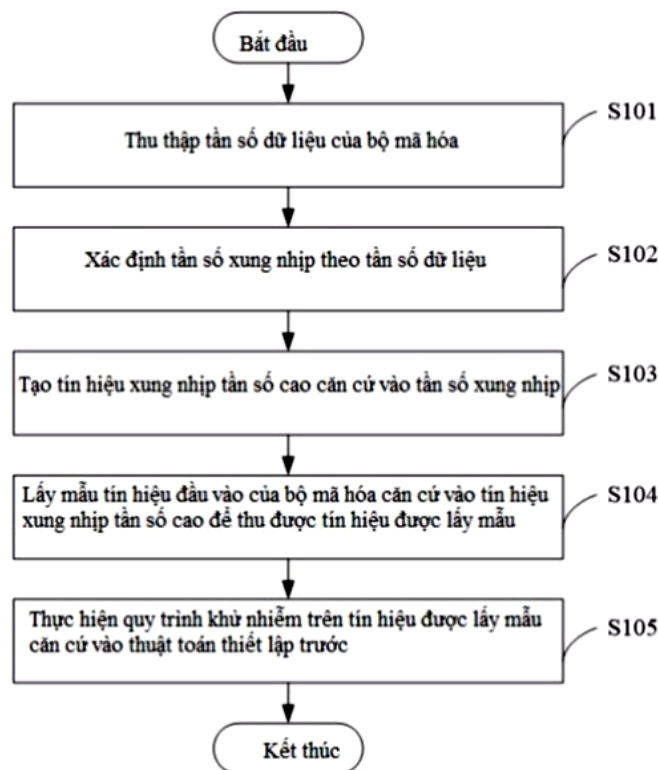 Bắt đầu
Thu thập tần số dữ liệu của bộ mã hóa
S101
Xác định tần số xung nhịp theo tần số dữ liệu
S102
Tạo tín hiệu xung nhịp tần số cao căn cứ vào tần số xung nhịp
S103
Lấy mẫu tín hiệu đầu vào của bộ mã hóa căn cứ vào tín hiệu
xung nhịp tần số cao để thu được tín hiệu được lấy mẫu
S104
Thực hiện quy trình khử nhiễm trên tín hiệu được lấy mẫu
căn cứ vào thuật toán thiết lập trước
S105
Kết thúc